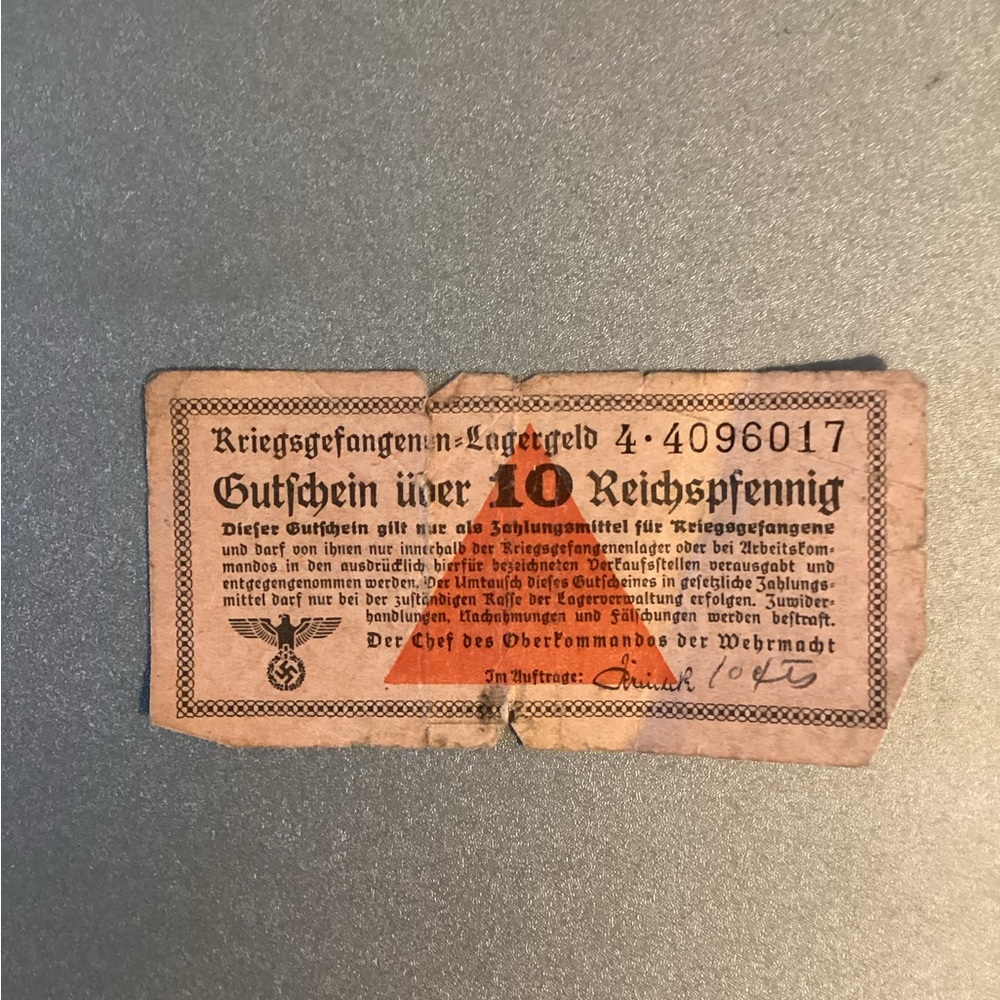 Kriegsgefangenen-Lagergeld 4·4096017
Gutschein über 10 Reichspfennig
Dieser Gutschein gilt nur als Zahlungsmittel für Kriegsgefangene
und darf von ihnen nur innerhalb der Kriegsgefangenenlager oder bei Arbeitskom-
mandos in den ausdrücklich hierfür bezeichneten Verkaufsstellen verausgabt und
entgegengenommen werden. Der Umtausch dieses Gutscheines in gesetzliche Zahlungs-
mittel darf nur bei der zuständigen Kasse der Lagerverwaltung erfolgen. Zuwider-
handlungen, Nachahmungen und Fälschungen werden bestraft.
Der Chef des Oberkommandos der Wehrmacht
Im Auftrage: